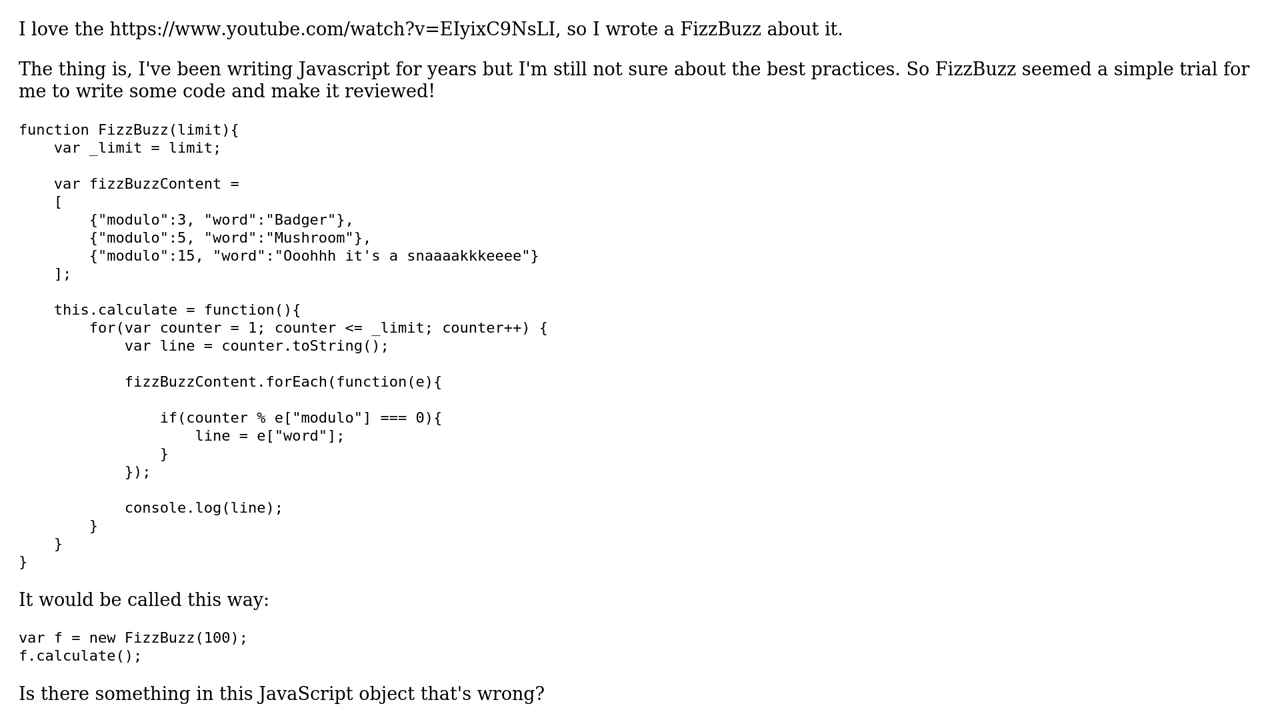 I love the https://www.youtube.com/watch?v=EIyixC9NsLI, so I wrote a FizzBuzz about it.
The thing is, I've been writing Javascript for years but I'm still not sure about the best practices. So FizzBuzz seemed a simple trial for
me to write some code and make it reviewed!
function FizzBuzz(limit){
    var _limit = limit;
    var fizzBuzzContent =
    [
        {"modulo":3, "word":"Badger"},
        {"modulo":5, "word":"Mushroom"},
        {"modulo":15, "word":"Ooohhh it's a snaaaakkkeeee"}
    ];
    this.calculate = function(){
        for(var counter = 1; counter <= _limit; counter++) {
            var line = counter.toString();
            fizzBuzzContent.forEach(function(e){
                if(counter % e["modulo"] === 0){
                    line = e["word"];
                }
            });
            console.log(line);
        }
    }
}
It would be called this way:
var f = new FizzBuzz(100);
f.calculate();
Is there something in this JavaScript object that's wrong?